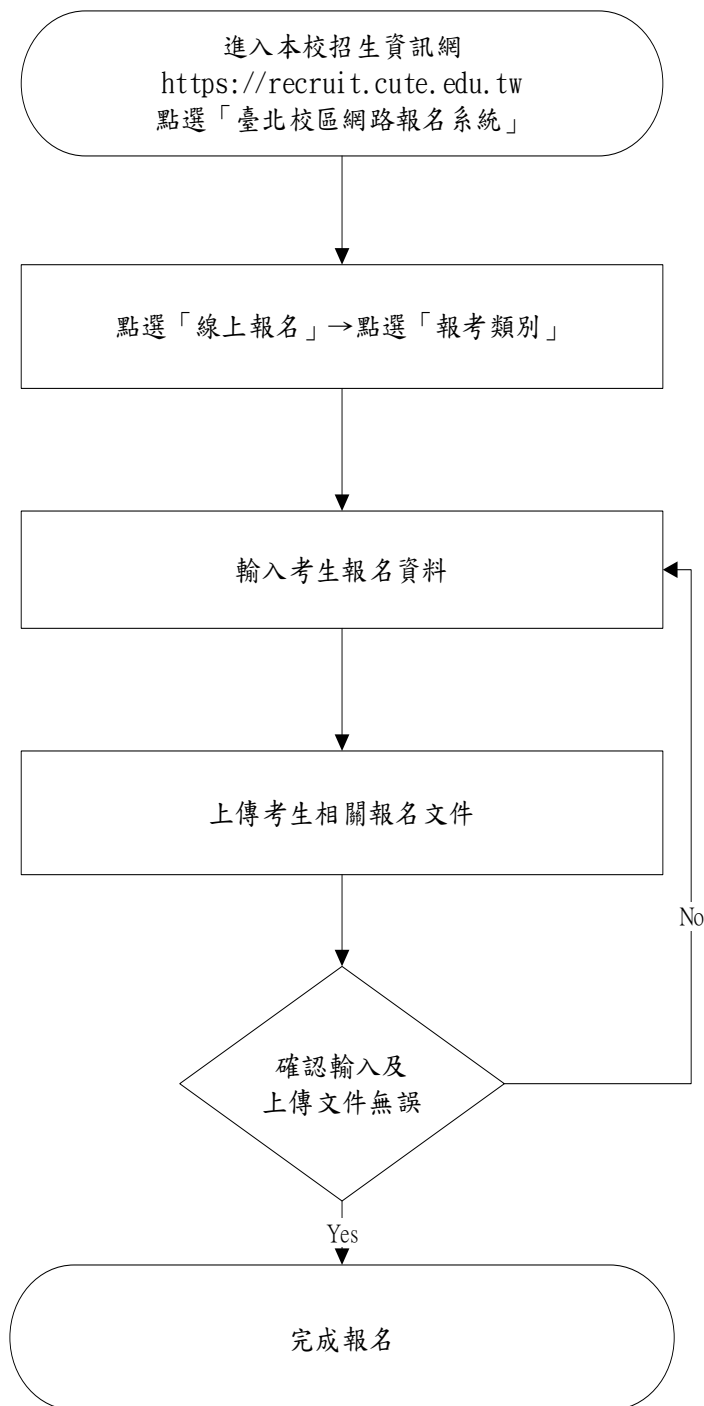 進入本校招生資訊網
https://recruit.cute.edu.tw
點選「臺北校區網路報名系統」
點選「線上報名」→點選「報考類別」
輸入考生報名資料
上傳考生相關報名文件
No
確認輸入及
上傳文件無誤
Yes
完成報名